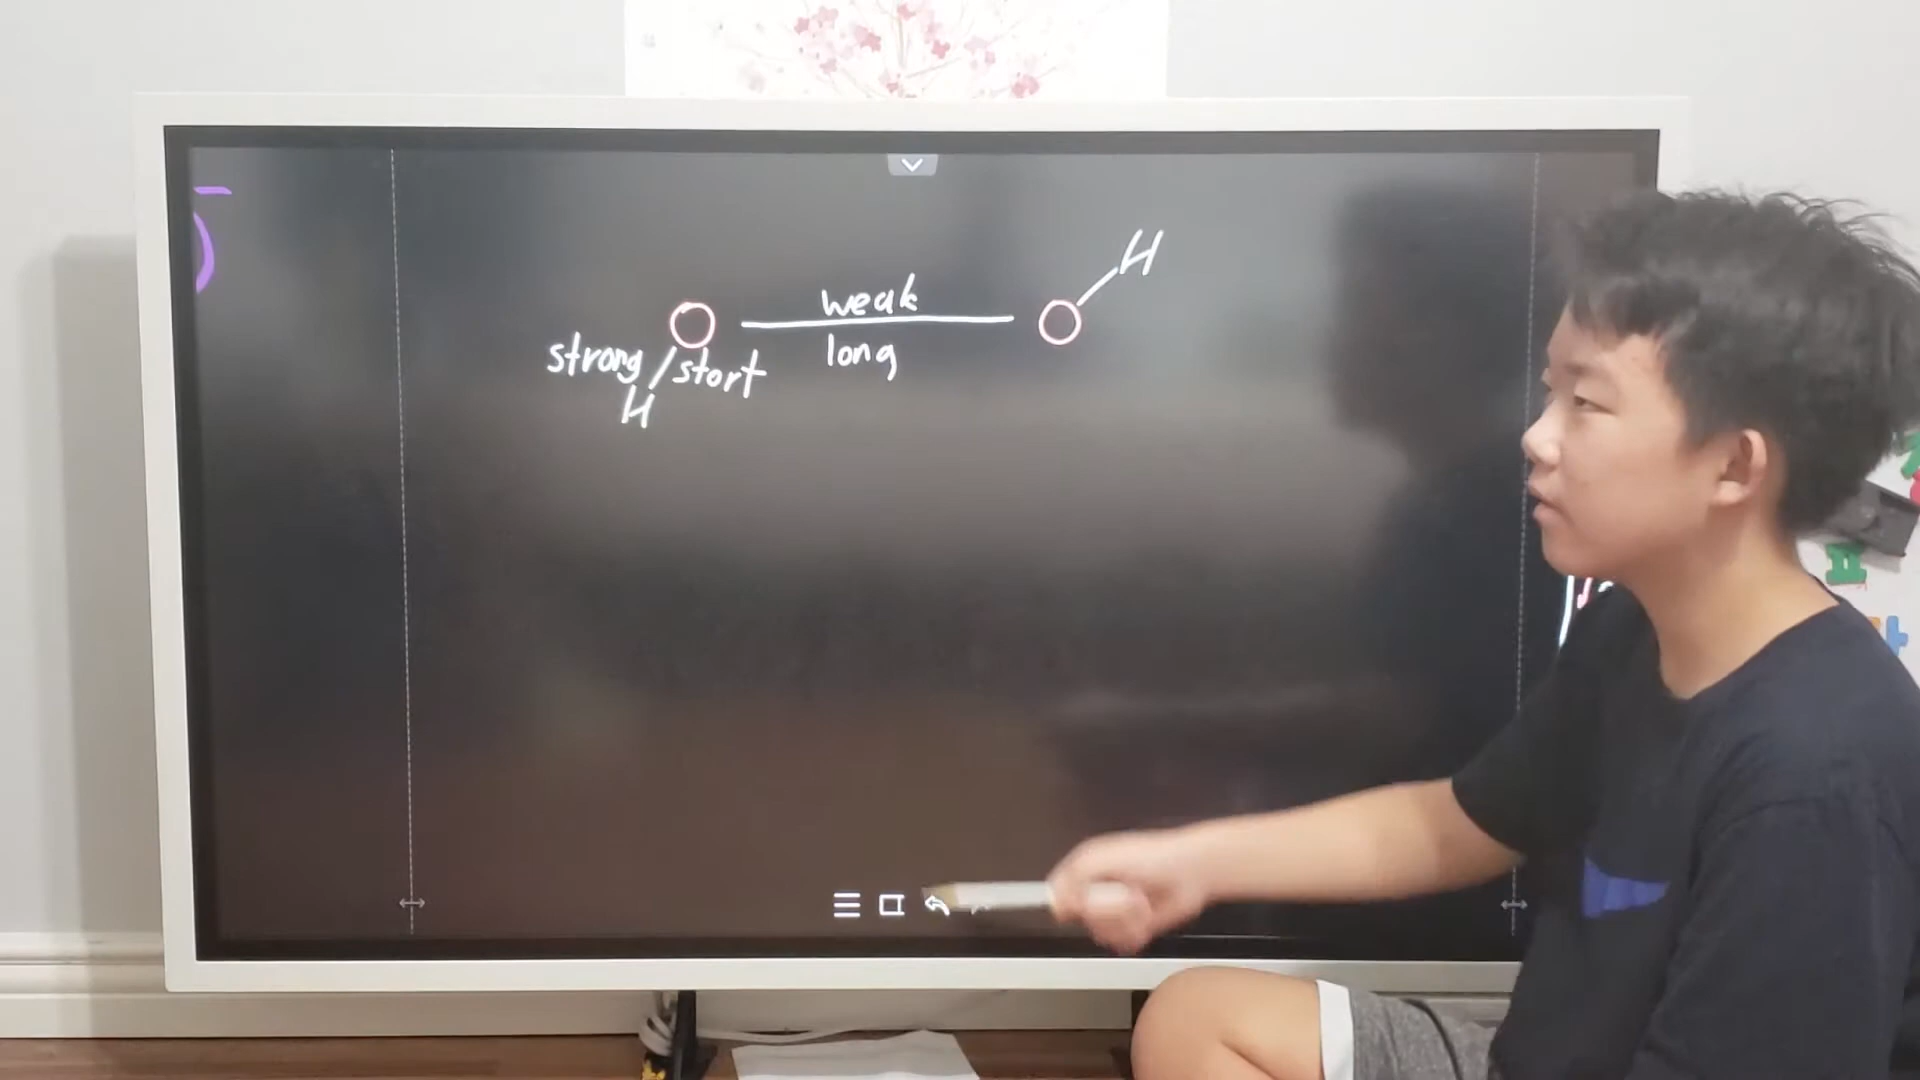 H
weak
O O
long
strong / stort
H